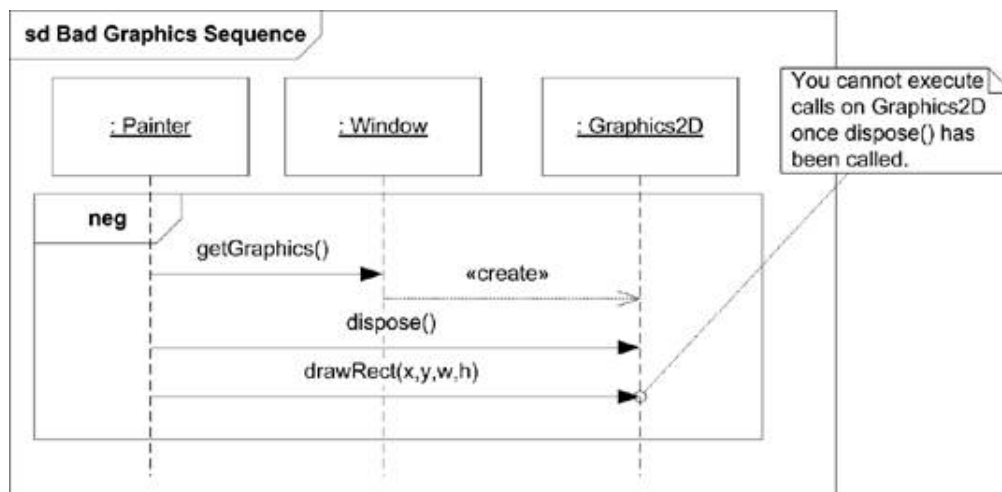 sd Bad Graphics Sequence
You cannot execute
calls on Graphics2D
once dispose() has
been called.
: Painter
: Window
: Graphics2D
neg
getGraphics()
«create»
dispose()
drawRect(x,y,w,h)